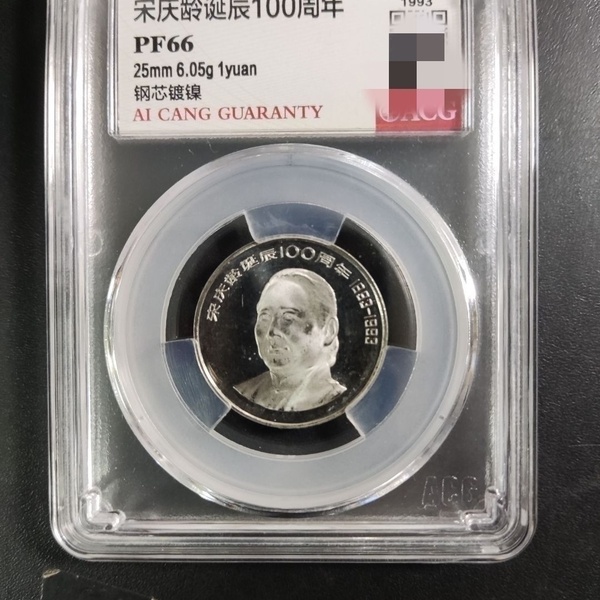 宋庆龄诞辰100周年
1993
PF66
25mm 6.05g 1yuan
钢芯镀镍
AI CANG GUARANTY
CACG
宋庆龄诞辰100周年 1893-1993
ACG